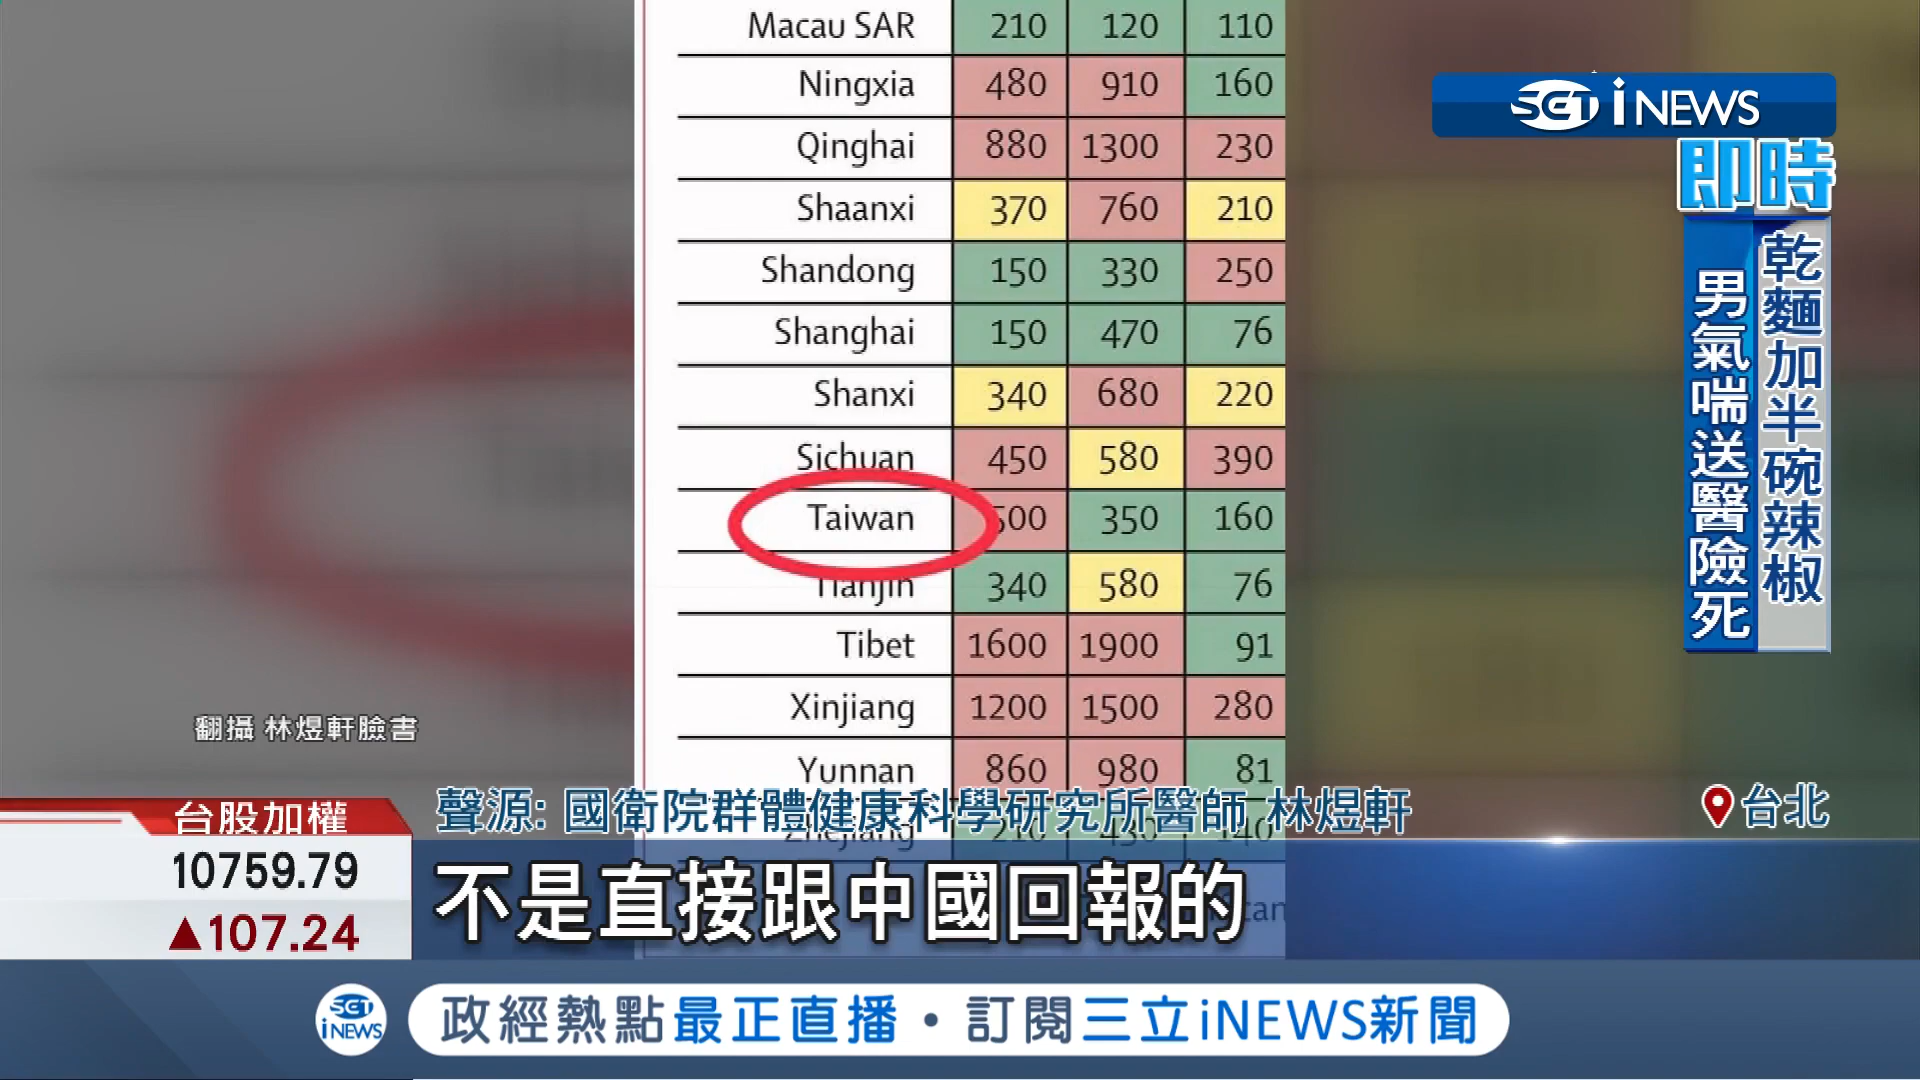 Macau SAR 210 120 110
Ningxia 480 910 160
Qinghai 880 1300 230
Shaanxi 370 760 210
Shandong 150 330 250
Shanghai 150 470 76
Shanxi 340 680 220
Sichuan 450 580 390
Taiwan 500 350 160
Tianjin 340 580 76
Tibet 1600 1900 91
Xinjiang 1200 1500 280
Yunnan 860 980 81
Zhejiang 210 430 140
SET iNEWS
即時
乾麵加半碗辣椒
男氣喘送醫險死
翻攝 林煜軒臉書
聲源: 國衛院群體健康科學研究所醫師 林煜軒
台北
台股加權
10759.79
▲107.24
不是直接跟中國回報的
SET iNEWS
政經熱點最正直播•訂閱三立iNEWS新聞